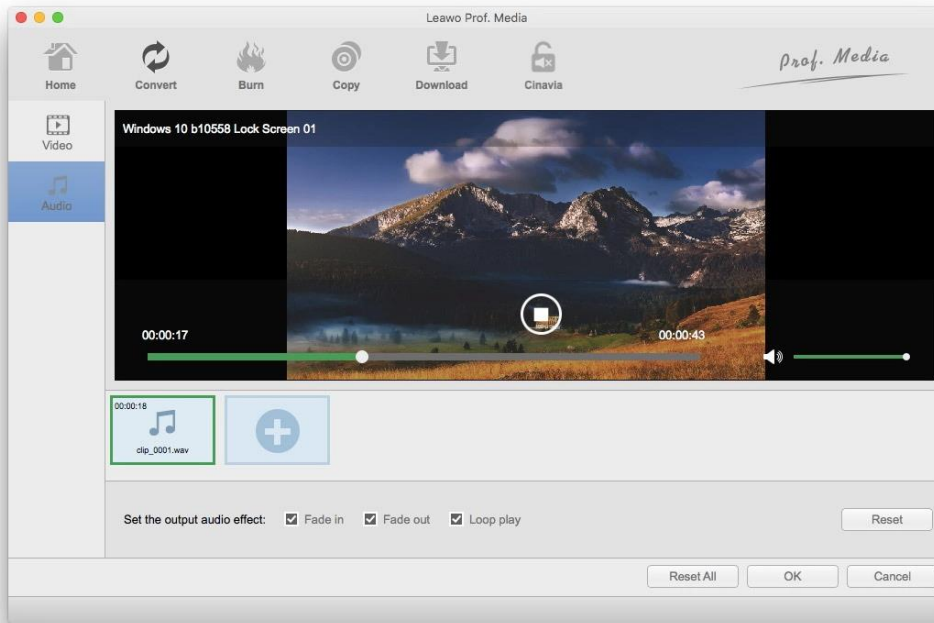 Leawo Prof. Media
Home
Convert
Burn
Copy
Download
Cinavia
Prof. Media
Video
Audio
Windows 10 b10558 Lock Screen 01
00:00:17
00:00:43
00:00:18
clip_0001.wav
Set the output audio effect:
Fade in
Fade out
Loop play
Reset
Reset All
OK
Cancel